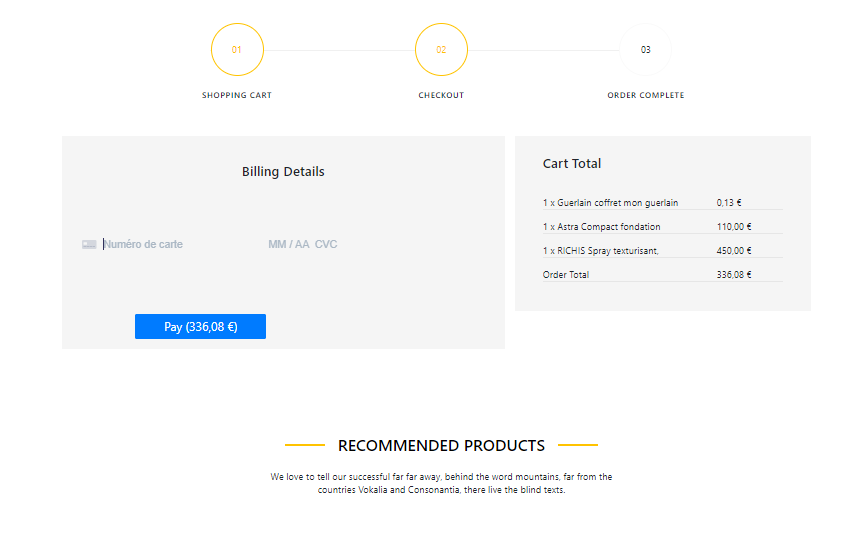 01
02
03
SHOPPING CART
CHECKOUT
ORDER COMPLETE
Billing Details
Numéro de carte MM / AA CVC
Pay (336,08 €)
Cart Total
1 x Guerlain coffret mon guerlain 0,13 €
1 x Astra Compact fondation 110,00 €
1 x RICHIS Spray texturisant, 450,00 €
Order Total 336,08 €
RECOMMENDED PRODUCTS
We love to tell our successful far far away, behind the word mountains, far from the
countries Vokalia and Consonantia, there live the blind texts.